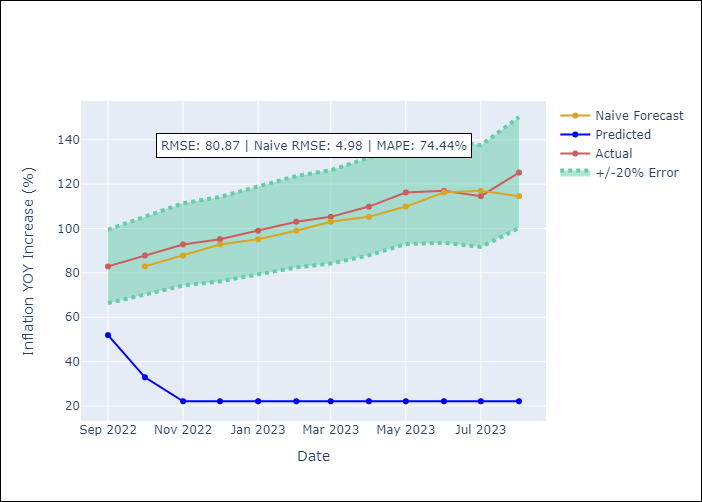 RMSE: 80.87 | Naive RMSE: 4.98 | MAPE: 74.44%
Naive Forecast
Predicted
Actual
+/-20% Error
Inflation YOY Increase (%)
140
120
100
80
60
40
20
Sep 2022
Nov 2022
Jan 2023
Mar 2023
May 2023
Jul 2023
Date